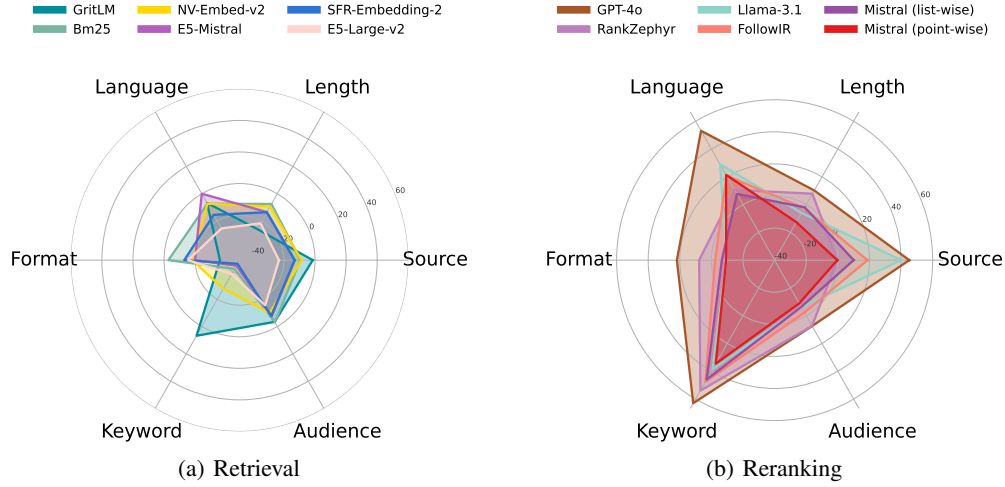 GritLM NV-Embed-v2 SFR-Embedding-2
Bm25 E5-Mistral E5-Large-v2
Language Length
60
40
20
0
-20
-40
Format Source
Keyword Audience
(a) Retrieval
GPT-4o Llama-3.1 Mistral (list-wise)
RankZephyr FollowIR Mistral (point-wise)
Language Length
60
40
20
0
-20
-40
Format Source
Keyword Audience
(b) Reranking